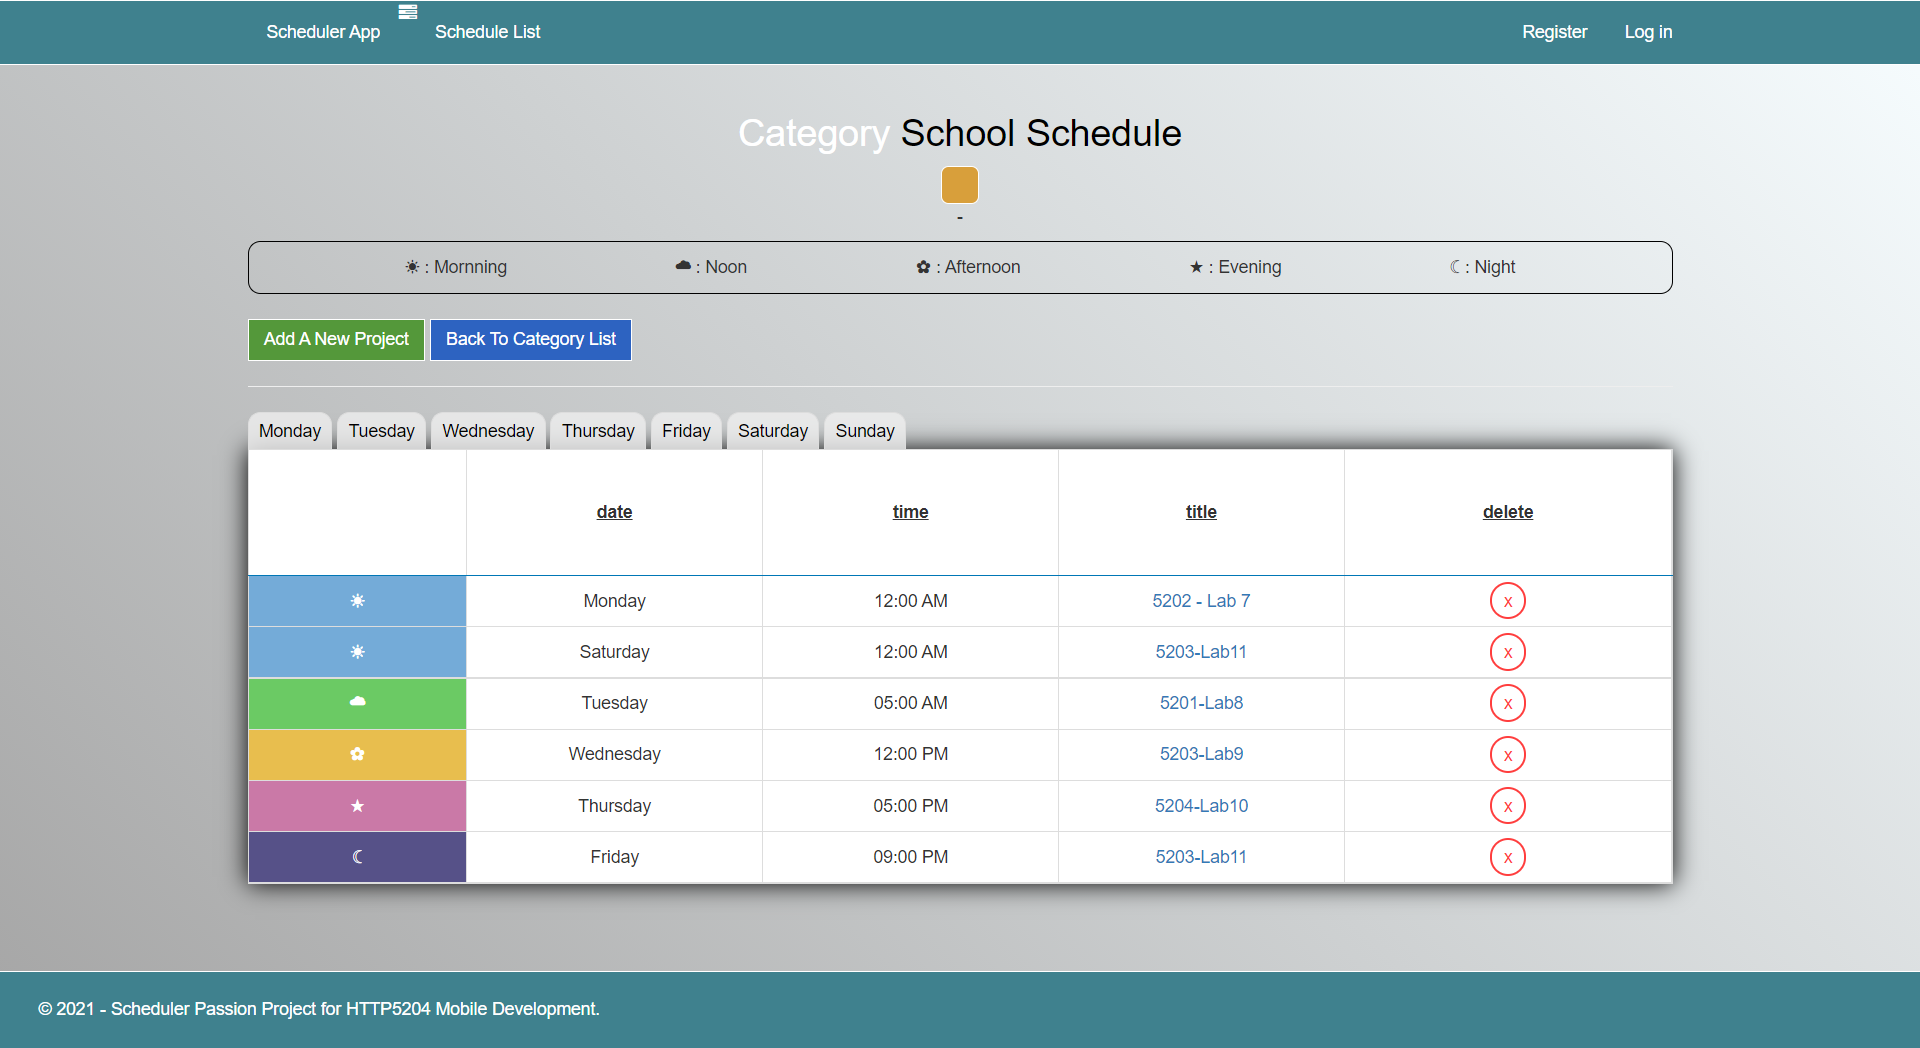 Scheduler App Schedule List Register Log in
Category School Schedule
-
☀ : Mornning ☁ : Noon ✿ : Afternoon ★ : Evening ☾ : Night
Add A New Project Back To Category List
Monday Tuesday Wednesday Thursday Friday Saturday Sunday
date time title delete
☀ Monday 12:00 AM 5202 - Lab 7 x
☀ Saturday 12:00 AM 5203-Lab11 x
☁ Tuesday 05:00 AM 5201-Lab8 x
✿ Wednesday 12:00 PM 5203-Lab9 x
★ Thursday 05:00 PM 5204-Lab10 x
☾ Friday 09:00 PM 5203-Lab11 x
© 2021 - Scheduler Passion Project for HTTP5204 Mobile Development.